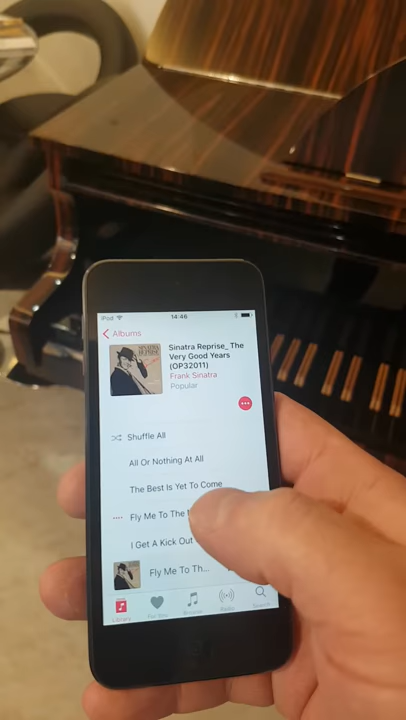 iPod
14:46
Albums
SINATRA
REPRISE
Sinatra Reprise_ The
Very Good Years
(OP32011)
Frank Sinatra
Popular
Shuffle All
All Or Nothing At All
The Best Is Yet To Come
Fly Me To The
I Get A Kick Out
Fly Me To Th...
Library
For You
Browse
Radio
Search